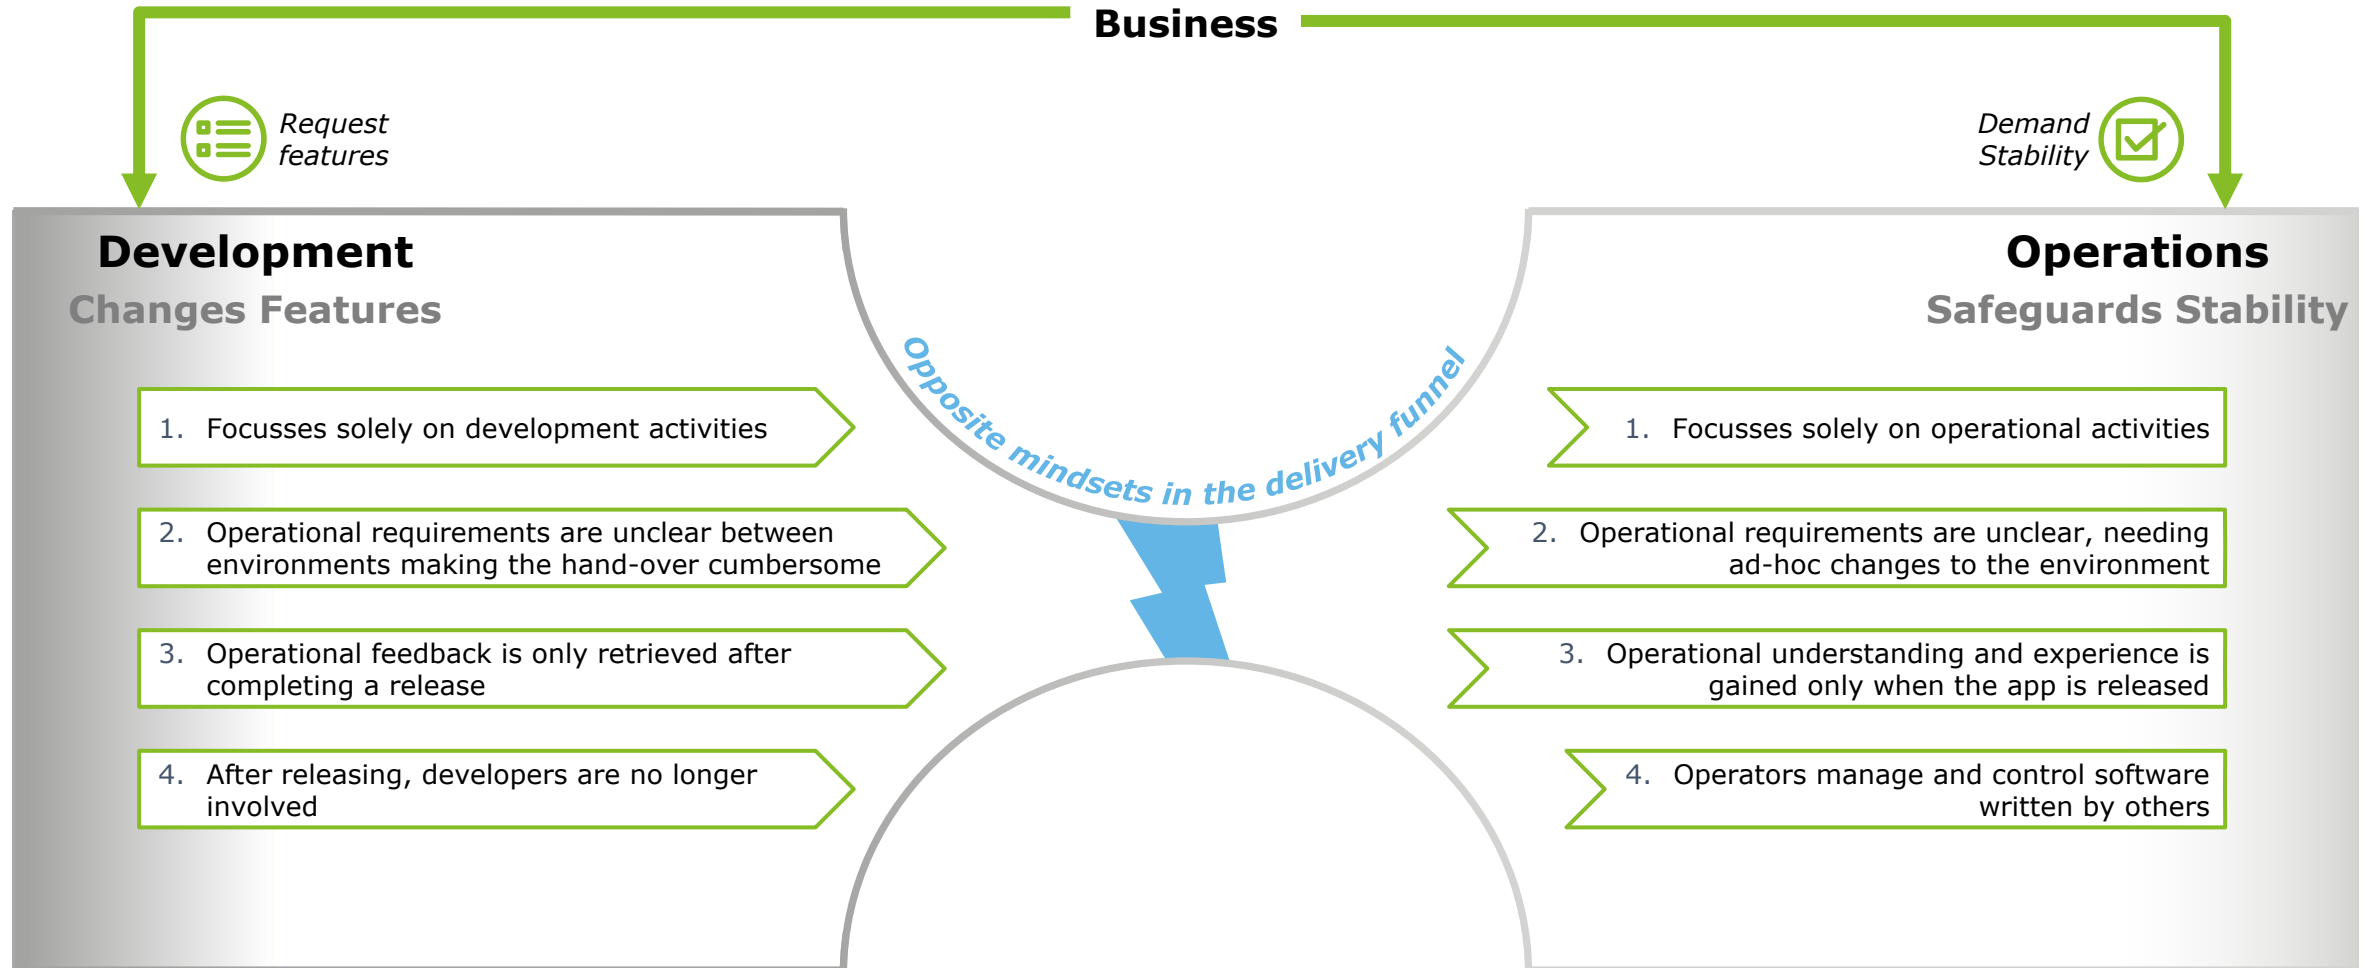 Business
Request
features
Demand
Stability
Development
Changes Features
Operations
Safeguards Stability
Opposite mindsets in the delivery funnel
1. Focusses solely on development activities
2. Operational requirements are unclear between
environments making the hand-over cumbersome
3. Operational feedback is only retrieved after
completing a release
4. After releasing, developers are no longer
involved
1. Focusses solely on operational activities
2. Operational requirements are unclear, needing
ad-hoc changes to the environment
3. Operational understanding and experience is
gained only when the app is released
4. Operators manage and control software
written by others